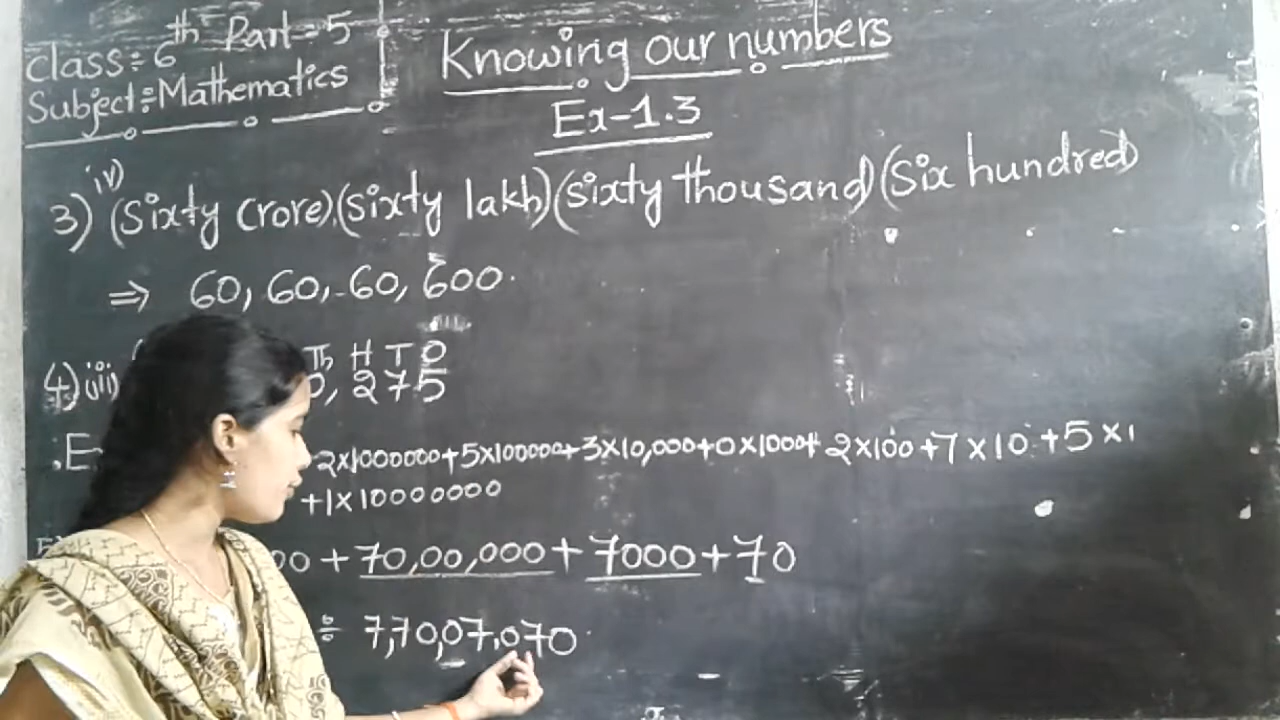 Class:- 6th Part-5
Subject:- Mathematics
Knowing our numbers
Ex-1.3
3) iv) (Sixty Crore)(sixty lakh)(sixty thousand)(Six hundred)
⇒ 60, 60, 60, 600.
4) iii) Th H T O
0, 275
E
2×1000000+5×100000+3×10,000+0×1000+2×100+7×10+5×1
+1×10000000
00+70,00,000+7000+70
÷ 7,70,07,070